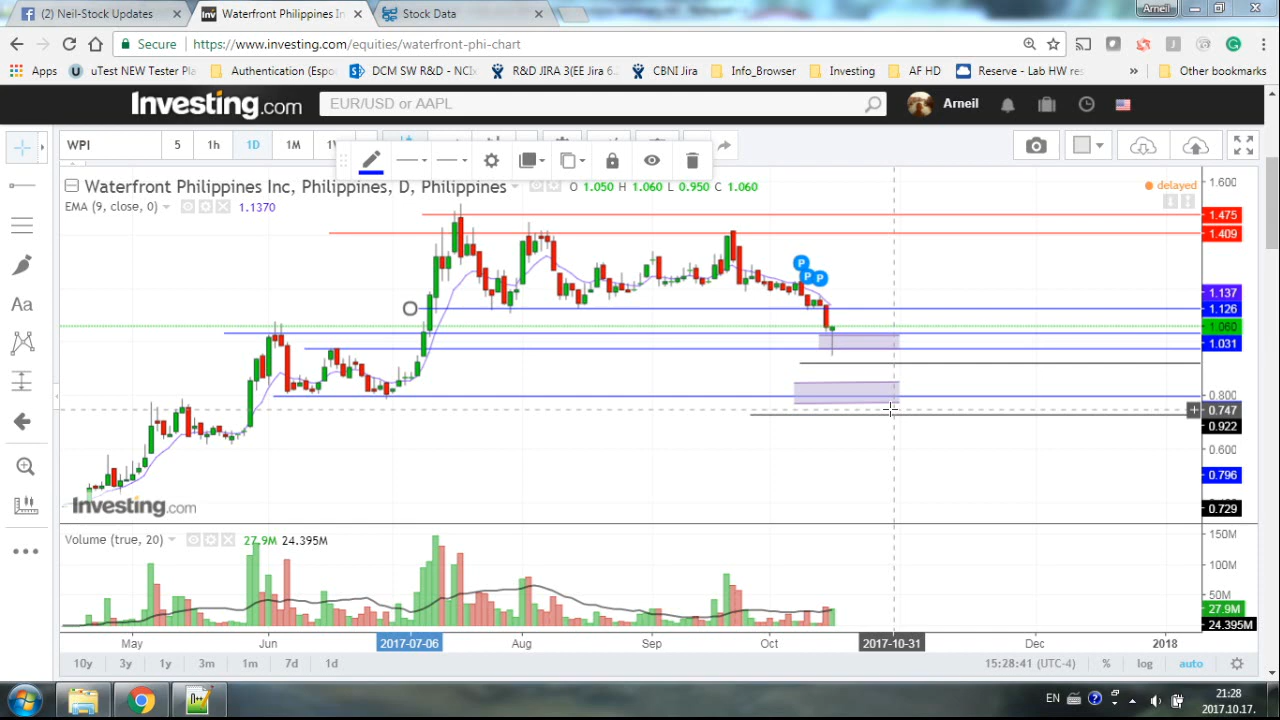 (2) Neil-Stock Updates
Waterfront Philippines In
Stock Data
Arneil
Secure
https://www.investing.com/equities/waterfront-phi-chart
Apps
uTest NEW Tester Pla
Authentication (Espo
DCM SW R&D - NCix
R&D JIRA 3(EE Jira 6.
CBNI Jira
Info_Browser
Investing
AF HD
Reserve - Lab HW res
»
Other bookmarks
Investing.com
EUR/USD or AAPL
Arneil
WPI
5
1h
1D
1M
Waterfront Philippines Inc, Philippines, D, Philippines
O 1.050 H 1.060 L 0.950 C 1.060
delayed
EMA (9, close, 0)
1.1370
1.600
1.475
1.409
1.137
1.126
1.060
1.031
0.800
0.747
0.922
0.600
0.796
0.729
P
P
P
Investing.com
Volume (true, 20)
27.9M 24.395M
150M
100M
50M
27.9M
24.395M
May
Jun
2017-07-06
Aug
Sep
Oct
2017-10-31
Dec
2018
10y
3y
1y
3m
1m
7d
1d
15:28:41 (UTC-4)
%
log
auto
EN
21:28
2017.10.17.